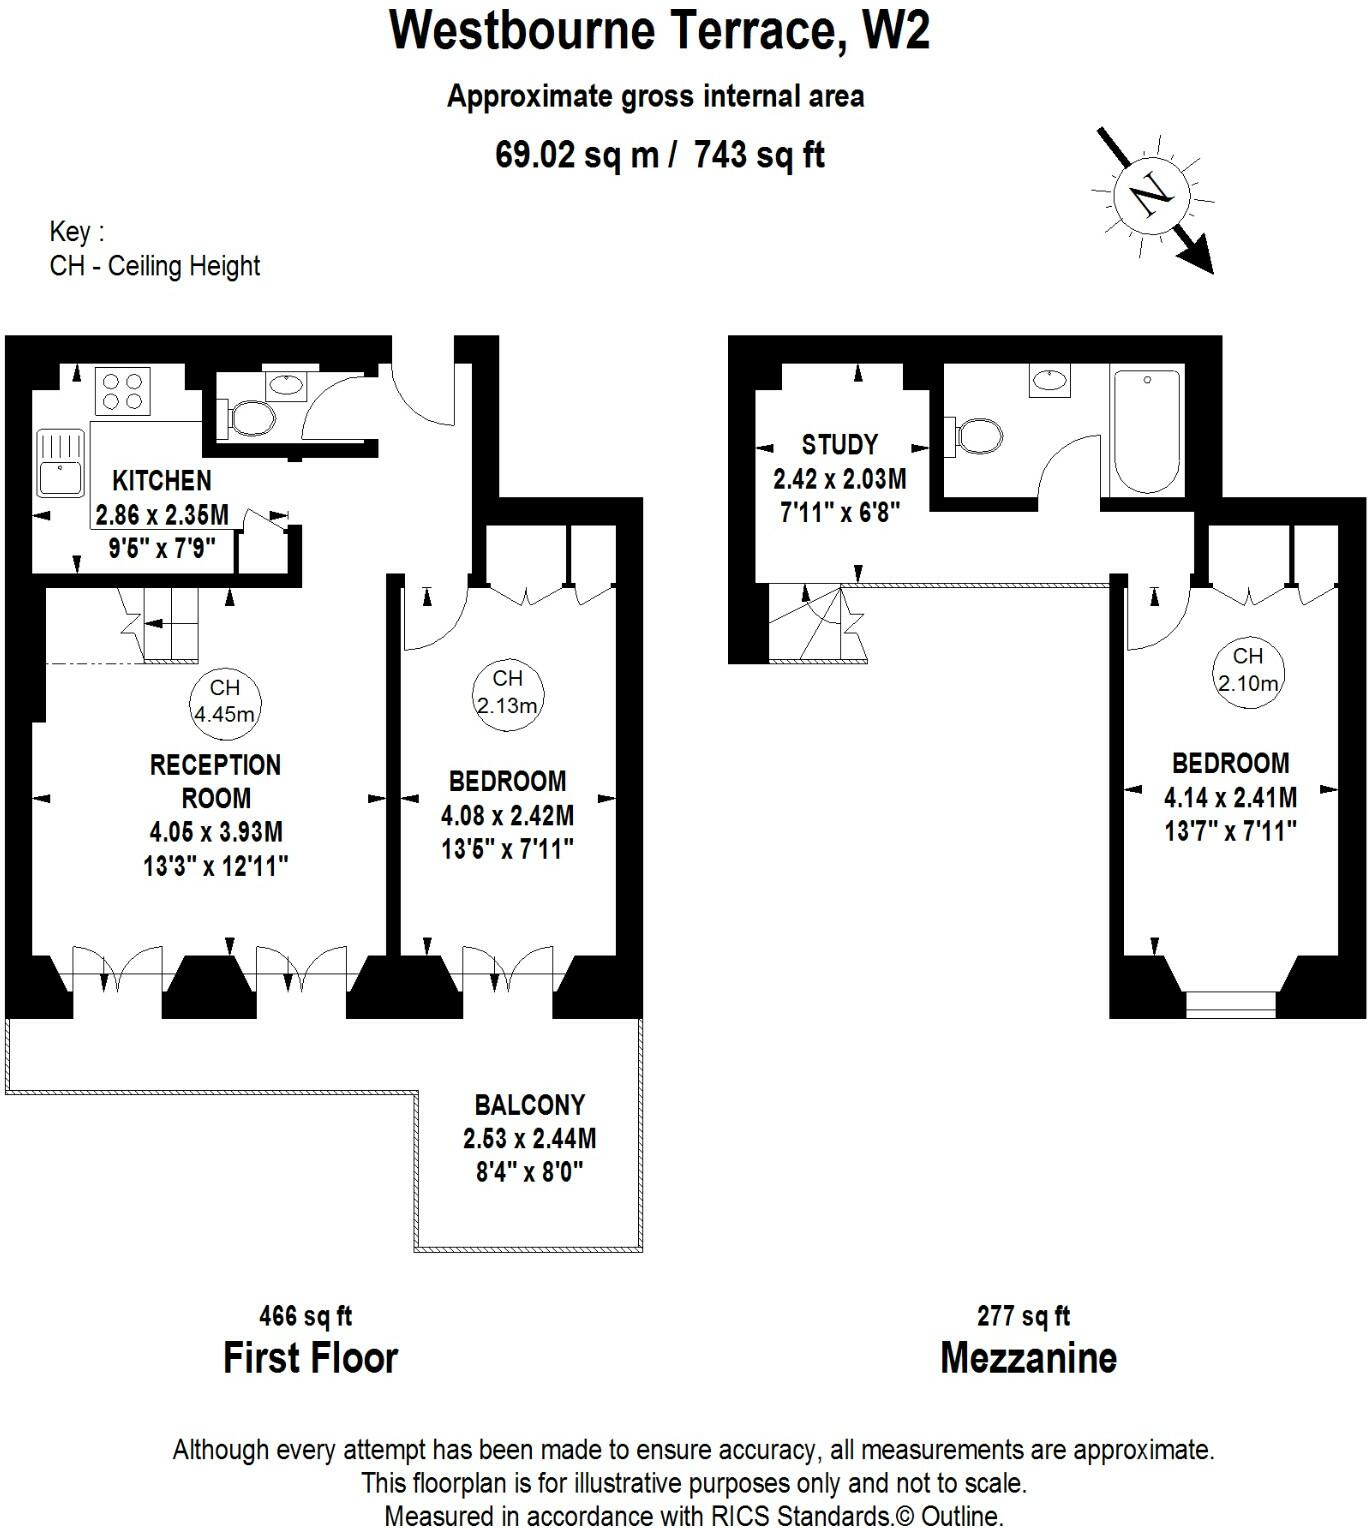 Westbourne Terrace, W2
Approximate gross internal area
69.02 sq m / 743 sq ft
N
Key :
CH - Ceiling Height
KITCHEN
2.86 x 2.35M
9'5" x 7'9"
CH
4.45m
RECEPTION
ROOM
4.05 x 3.93M
13'3" x 12'11"
CH
2.13m
BEDROOM
4.08 x 2.42M
13'5" x 7'11"
BALCONY
2.53 x 2.44M
8'4" x 8'0"
STUDY
2.42 x 2.03M
7'11" x 6'8"
CH
2.10m
BEDROOM
4.14 x 2.41M
13'7" x 7'11"
466 sq ft
First Floor
277 sq ft
Mezzanine
Although every attempt has been made to ensure accuracy, all measurements are approximate.
This floorplan is for illustrative purposes only and not to scale.
Measured in accordance with RICS Standards.© Outline.